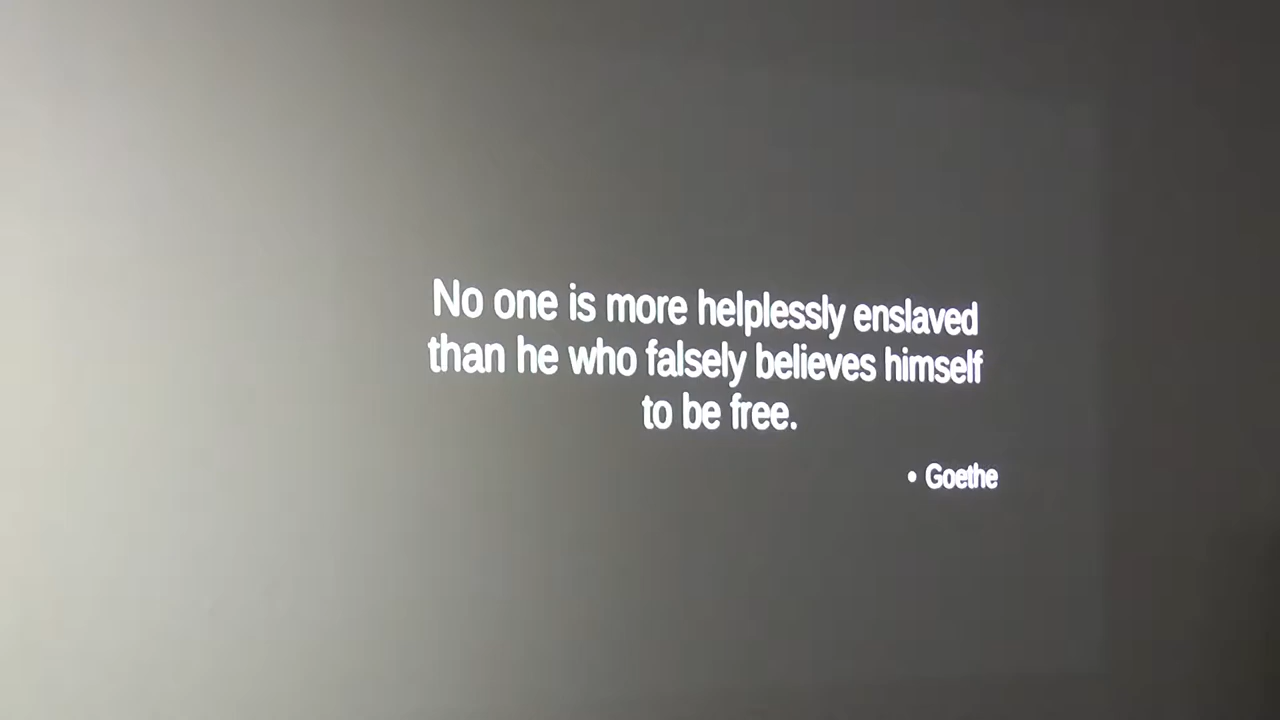 No one is more helplessly enslaved
than he who falsely believes himself
to be free.
• Goethe